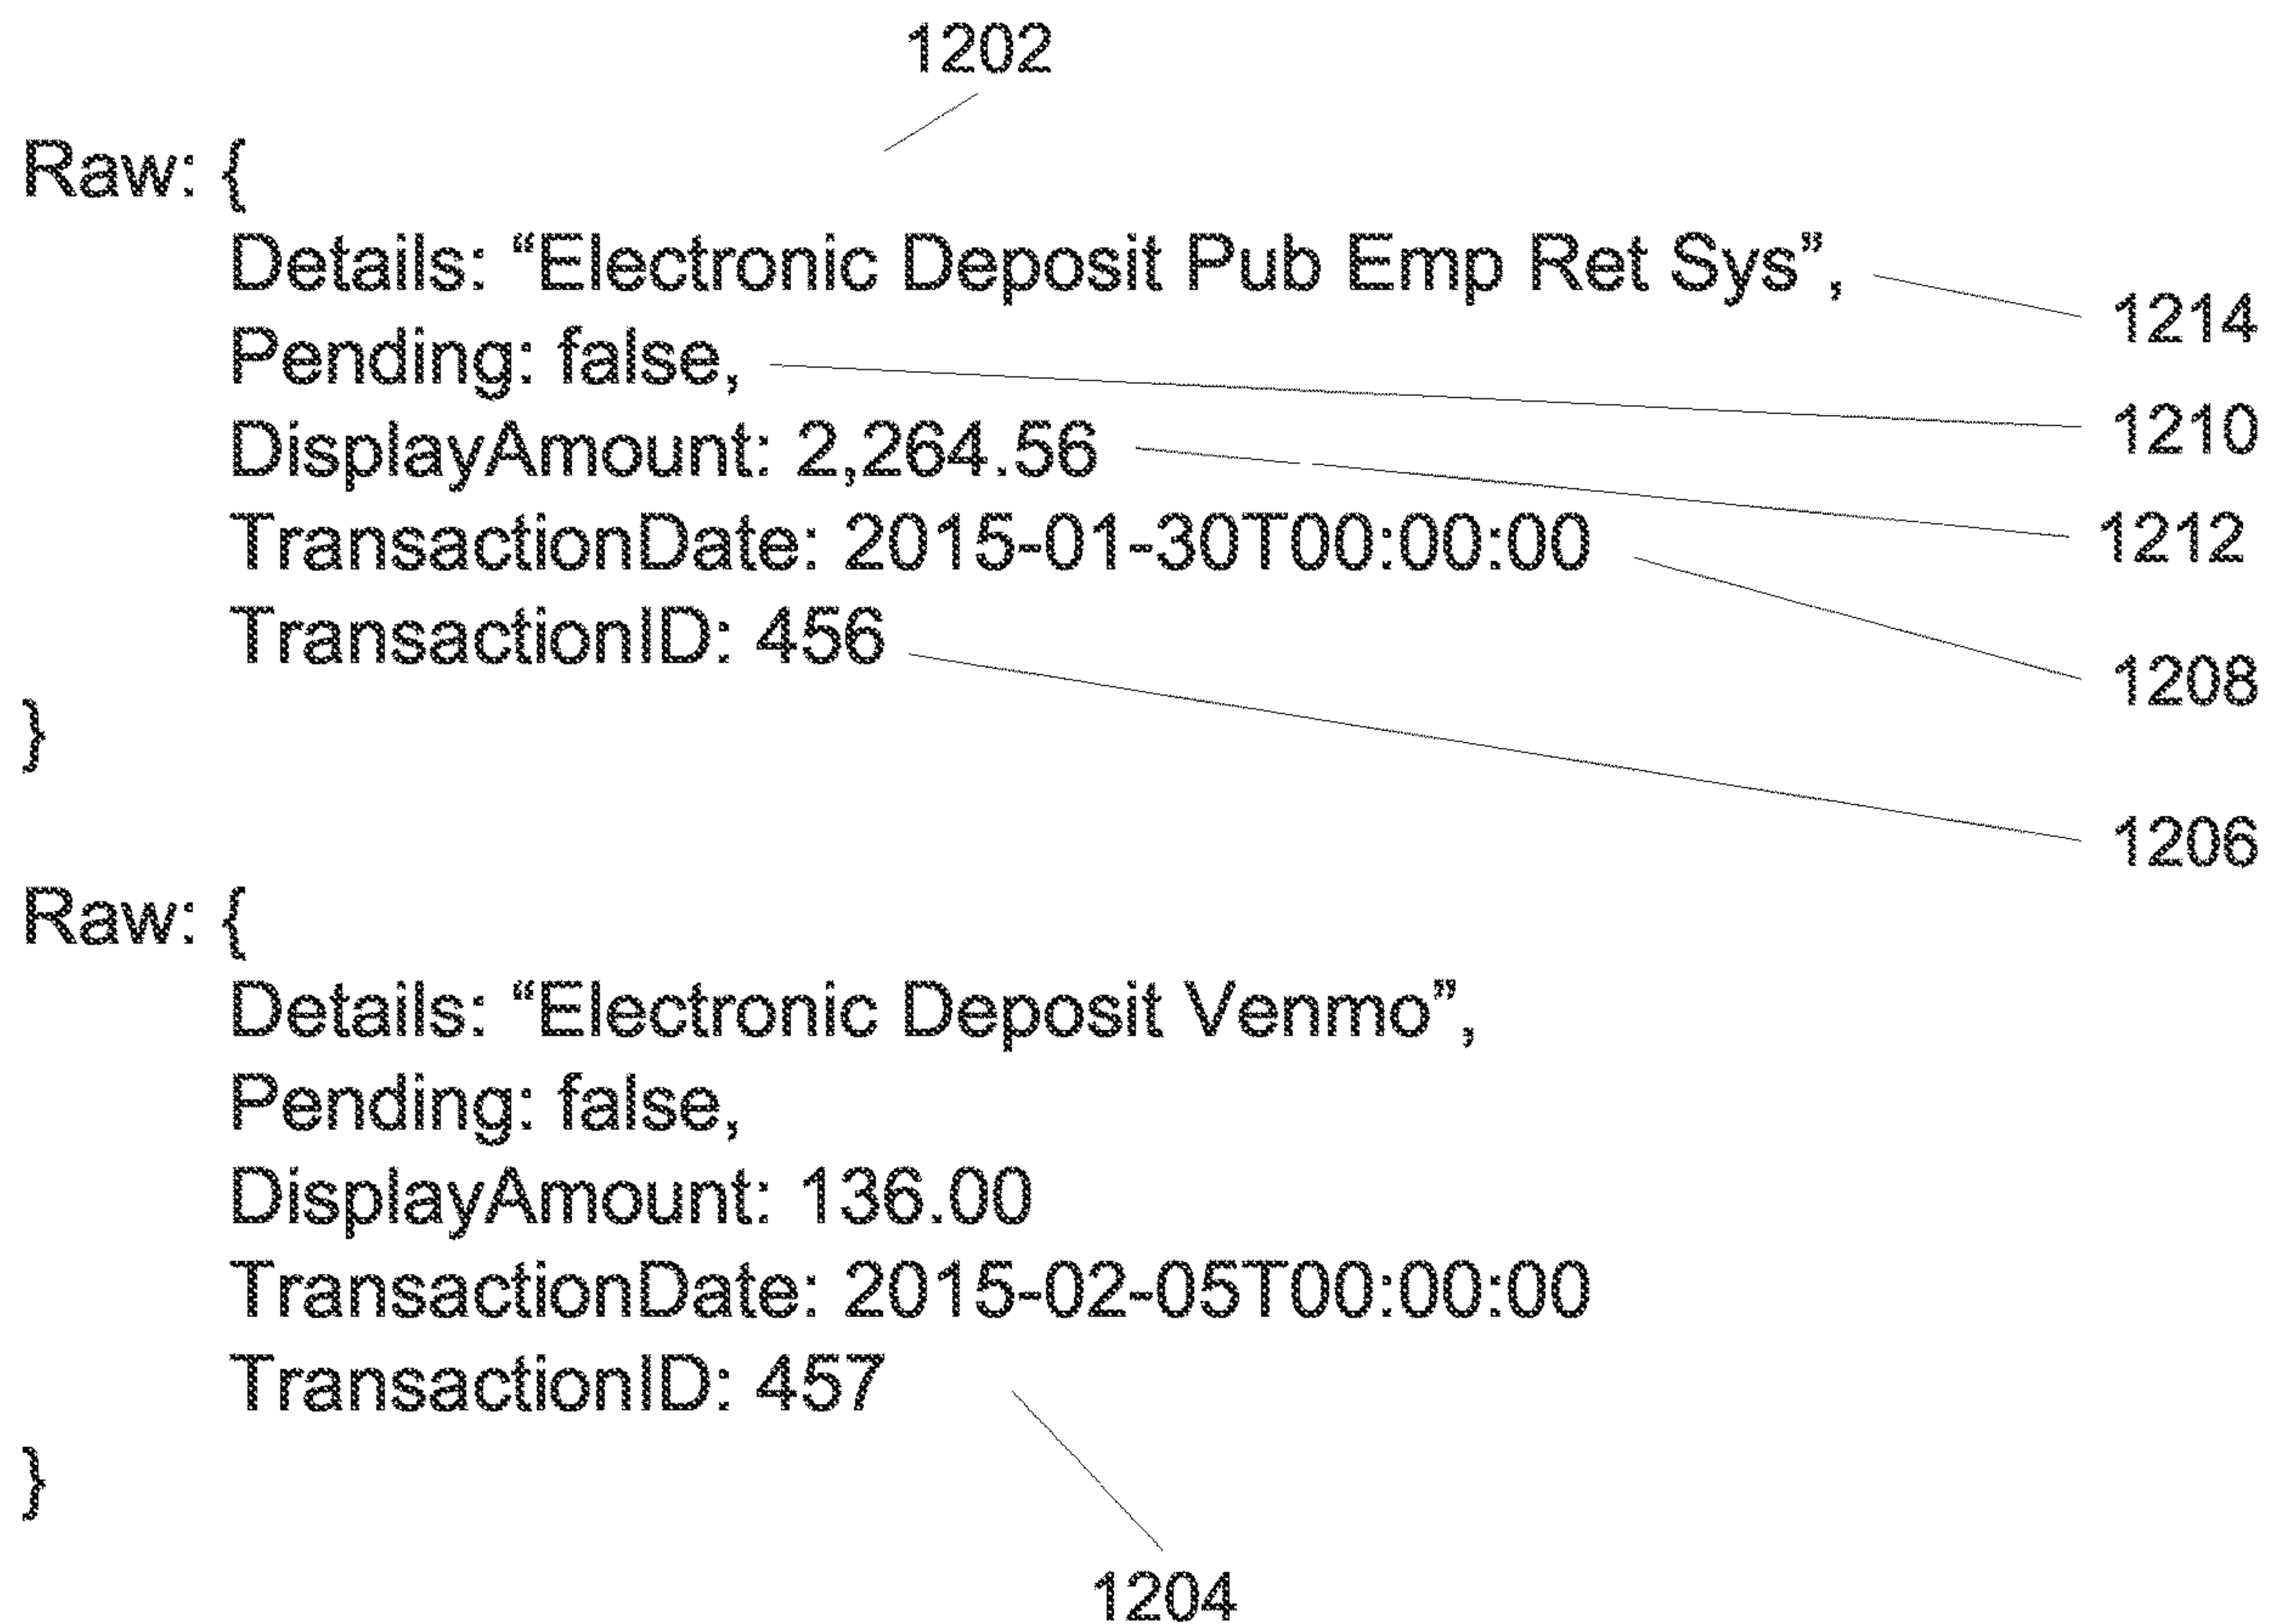 1202
Raw: {
Details: “Electronic Deposit Pub Emp Ret Sys”,
1214
Pending: false,
1210
DisplayAmount: 2,264.56
1212
TransactionDate: 2015-01-30T00:00:00
1208
TransactionID: 456
}
1206
Raw: {
Details: “Electronic Deposit Venmo”,
Pending: false,
DisplayAmount: 136.00
TransactionDate: 2015-02-05T00:00:00
TransactionID: 457
}
1204